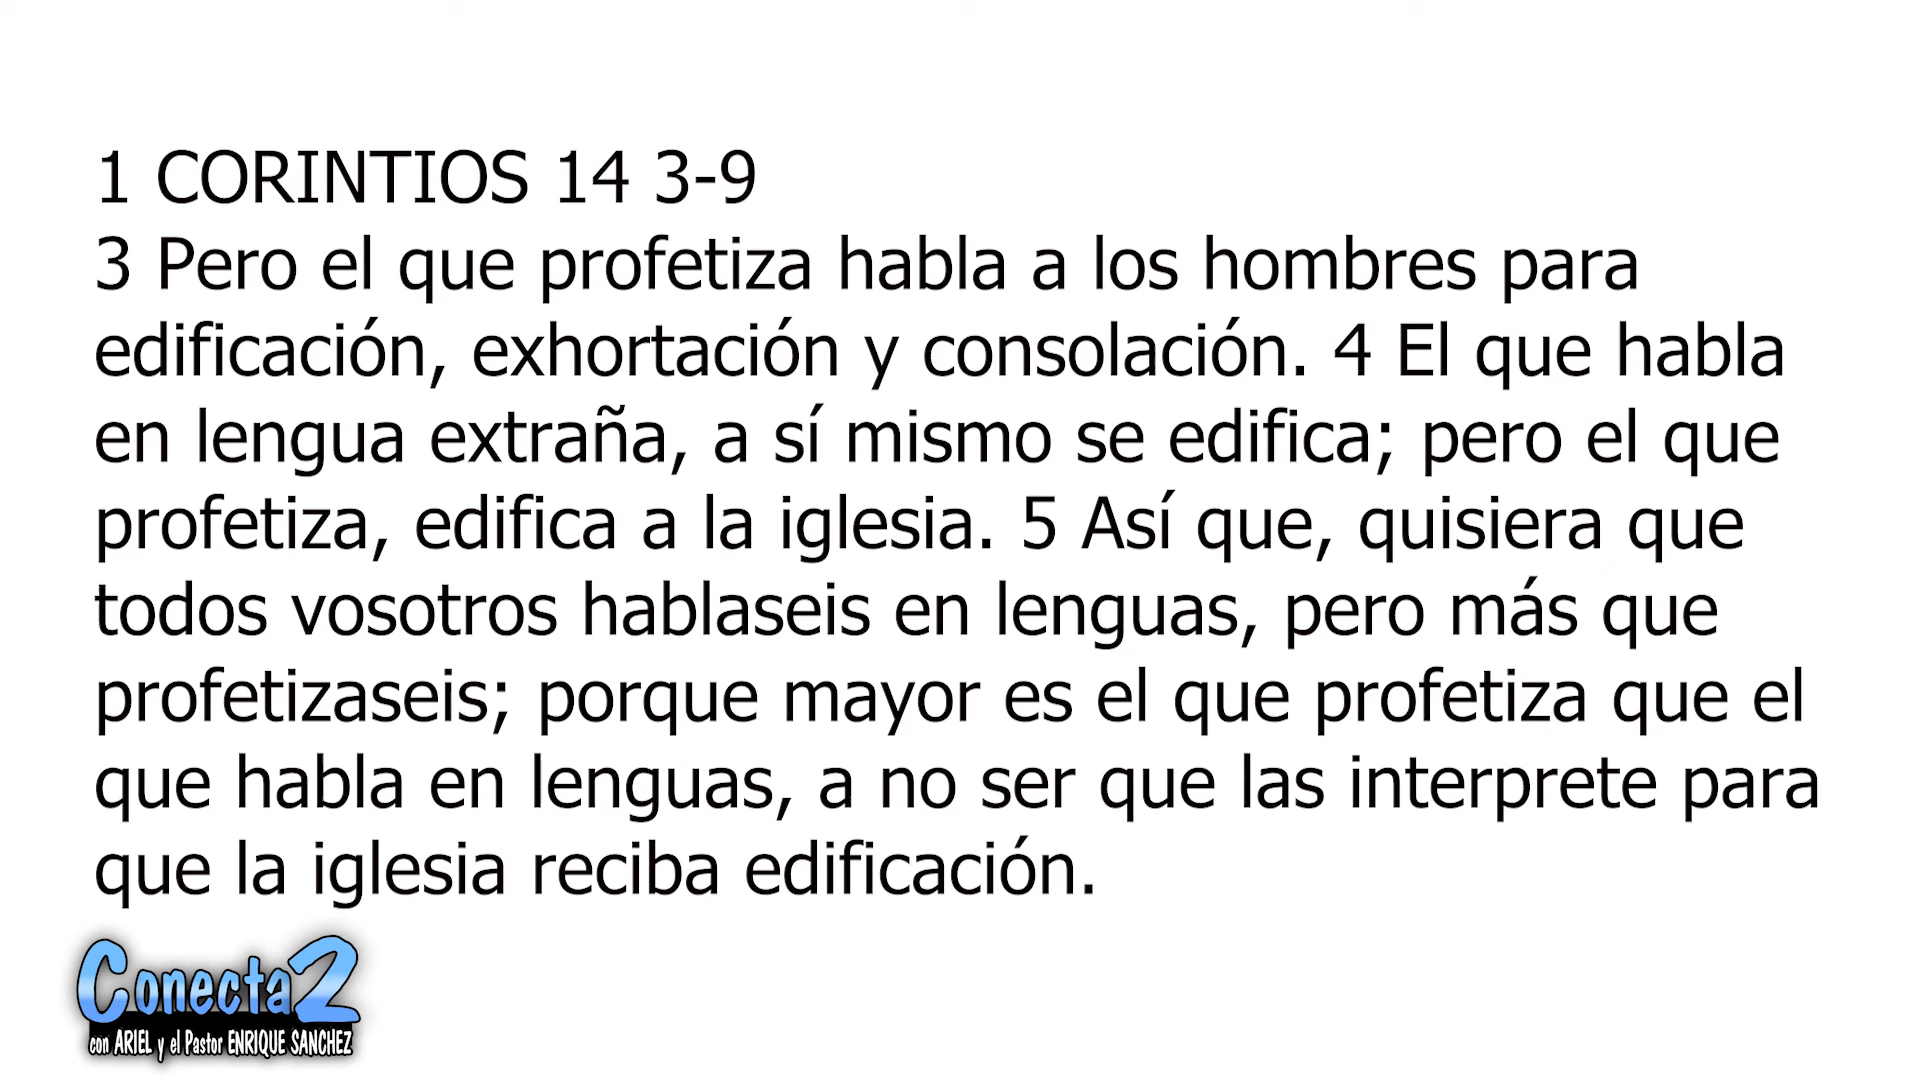 1 CORINTIOS 14 3-9
3 Pero el que profetiza habla a los hombres para
edificación, exhortación y consolación. 4 El que habla
en lengua extraña, a sí mismo se edifica; pero el que
profetiza, edifica a la iglesia. 5 Así que, quisiera que
todos vosotros hablaseis en lenguas, pero más que
profetizaseis; porque mayor es el que profetiza que el
que habla en lenguas, a no ser que las interprete para
que la iglesia reciba edificación.
Conecta2
con ARIEL y el Pastor ENRIQUE SANCHEZ